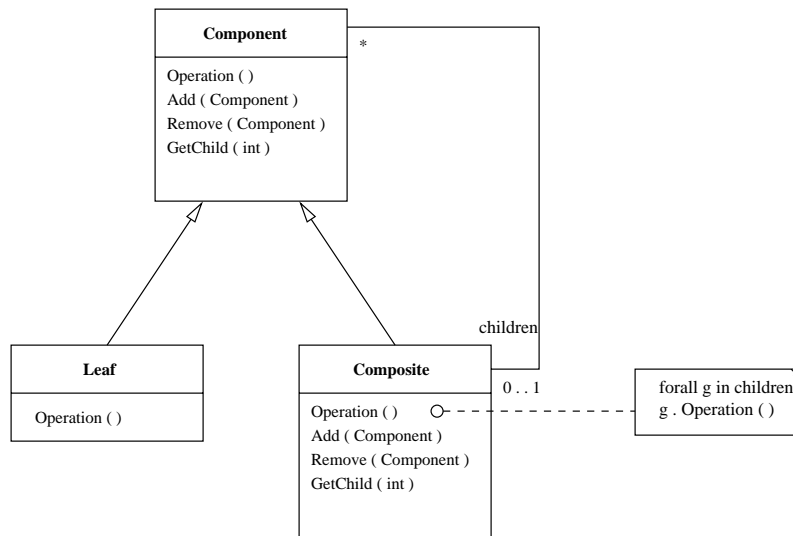 Component
*
Operation ( )
Add ( Component )
Remove ( Component )
GetChild ( int )
children
Leaf
Operation ( )
Composite
0 . . 1
Operation ( )
Add ( Component )
Remove ( Component )
GetChild ( int )
forall g in children
g . Operation ( )